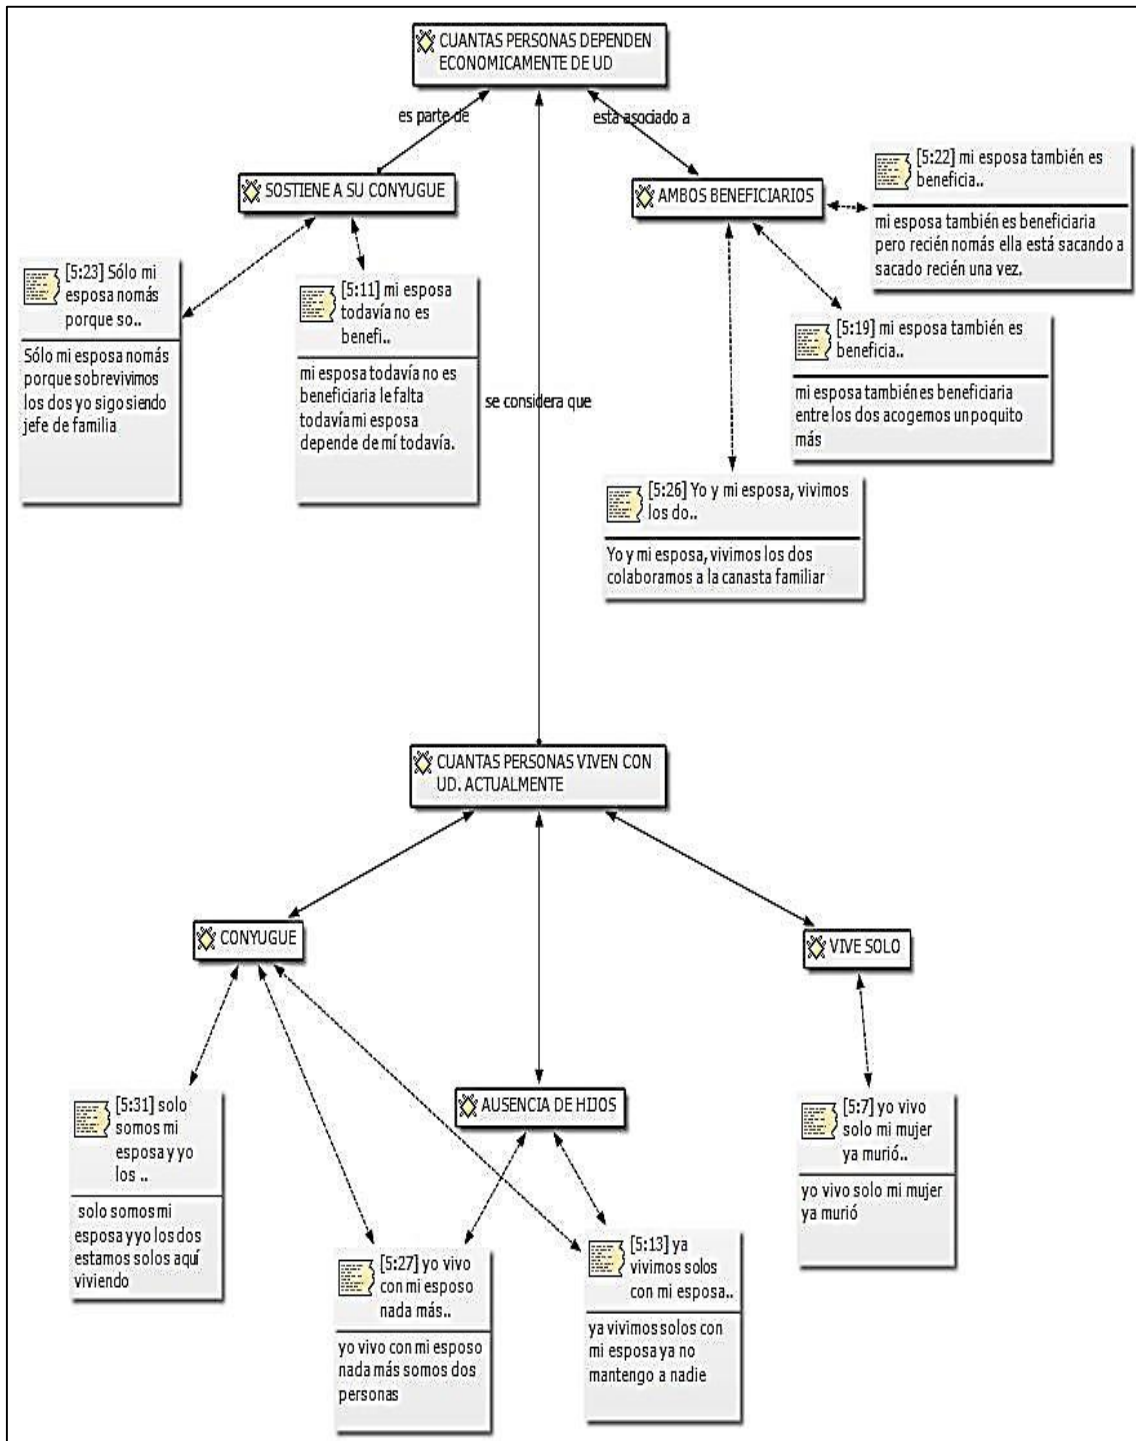 CUANTAS PERSONAS DEPENDEN
ECONOMICAMENTE DE UD
es parte de
está asociado a
SOSTIENE A SU CONYUGUE
AMBOS BENEFICIARIOS
[5:22] mi esposa también es
beneficia..
mi esposa también es beneficiaria
pero recién nomás ella está sacando a
sacado recién una vez.
[5:23] Sólo mi
esposa nomás
porque so..
Sólo mi esposa nomás
porque sobrevivimos
los dos yo sigo siendo
jefe de familia
[5:11] mi esposa
todavía no es
benefi..
mi esposa todavía no es
beneficiaria le falta
todavía mi esposa
depende de mí todavía.
se considera que
[5:19] mi esposa también es
beneficia..
mi esposa también es beneficiaria
entre los dos acogemos un poquito
más
[5:26] Yo y mi esposa, vivimos
los do..
Yo y mi esposa, vivimos los dos
colaboramos a la canasta familiar
CUANTAS PERSONAS VIVEN CON
UD. ACTUALMENTE
CONYUGUE
VIVE SOLO
AUSENCIA DE HIJOS
[5:31] solo
somos mi
esposa y yo
los ..
solo somos mi
esposa y yo los dos
estamos solos aquí
viviendo
[5:27] yo vivo
con mi esposo
nada más..
yo vivo con mi esposo
nada más somos dos
personas
[5:13] ya
vivimos solos
con mi esposa..
ya vivimos solos con
mi esposa ya no
mantengo a nadie
[5:7] yo vivo
solo mi mujer
ya murió..
yo vivo solo mi mujer
ya murió